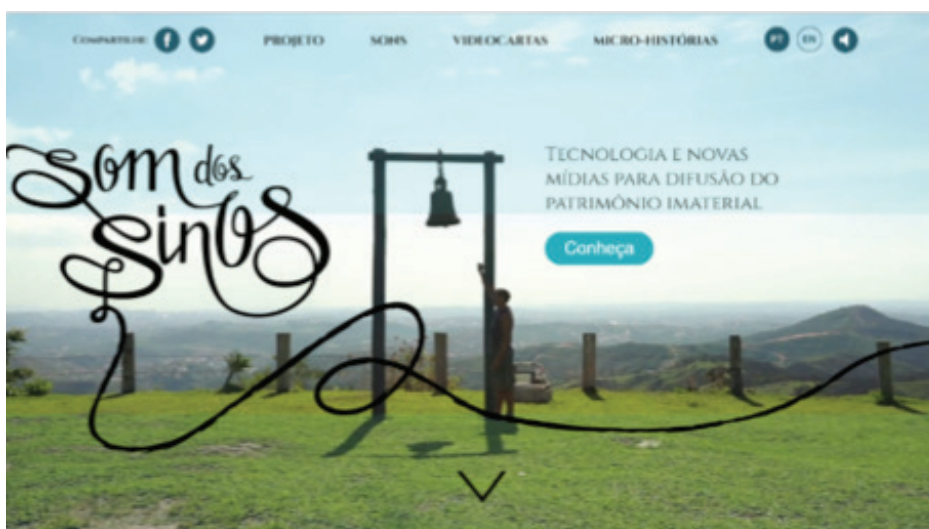 COMPARTILHE
PROJETO
SONS
VIDEOCARTAS
MICRO-HISTÓRIAS
PT
EN
Som dos
Sinos
TECNOLOGIA E NOVAS
MÍDIAS PARA DIFUSÃO DO
PATRIMÔNIO IMATERIAL
Conheça